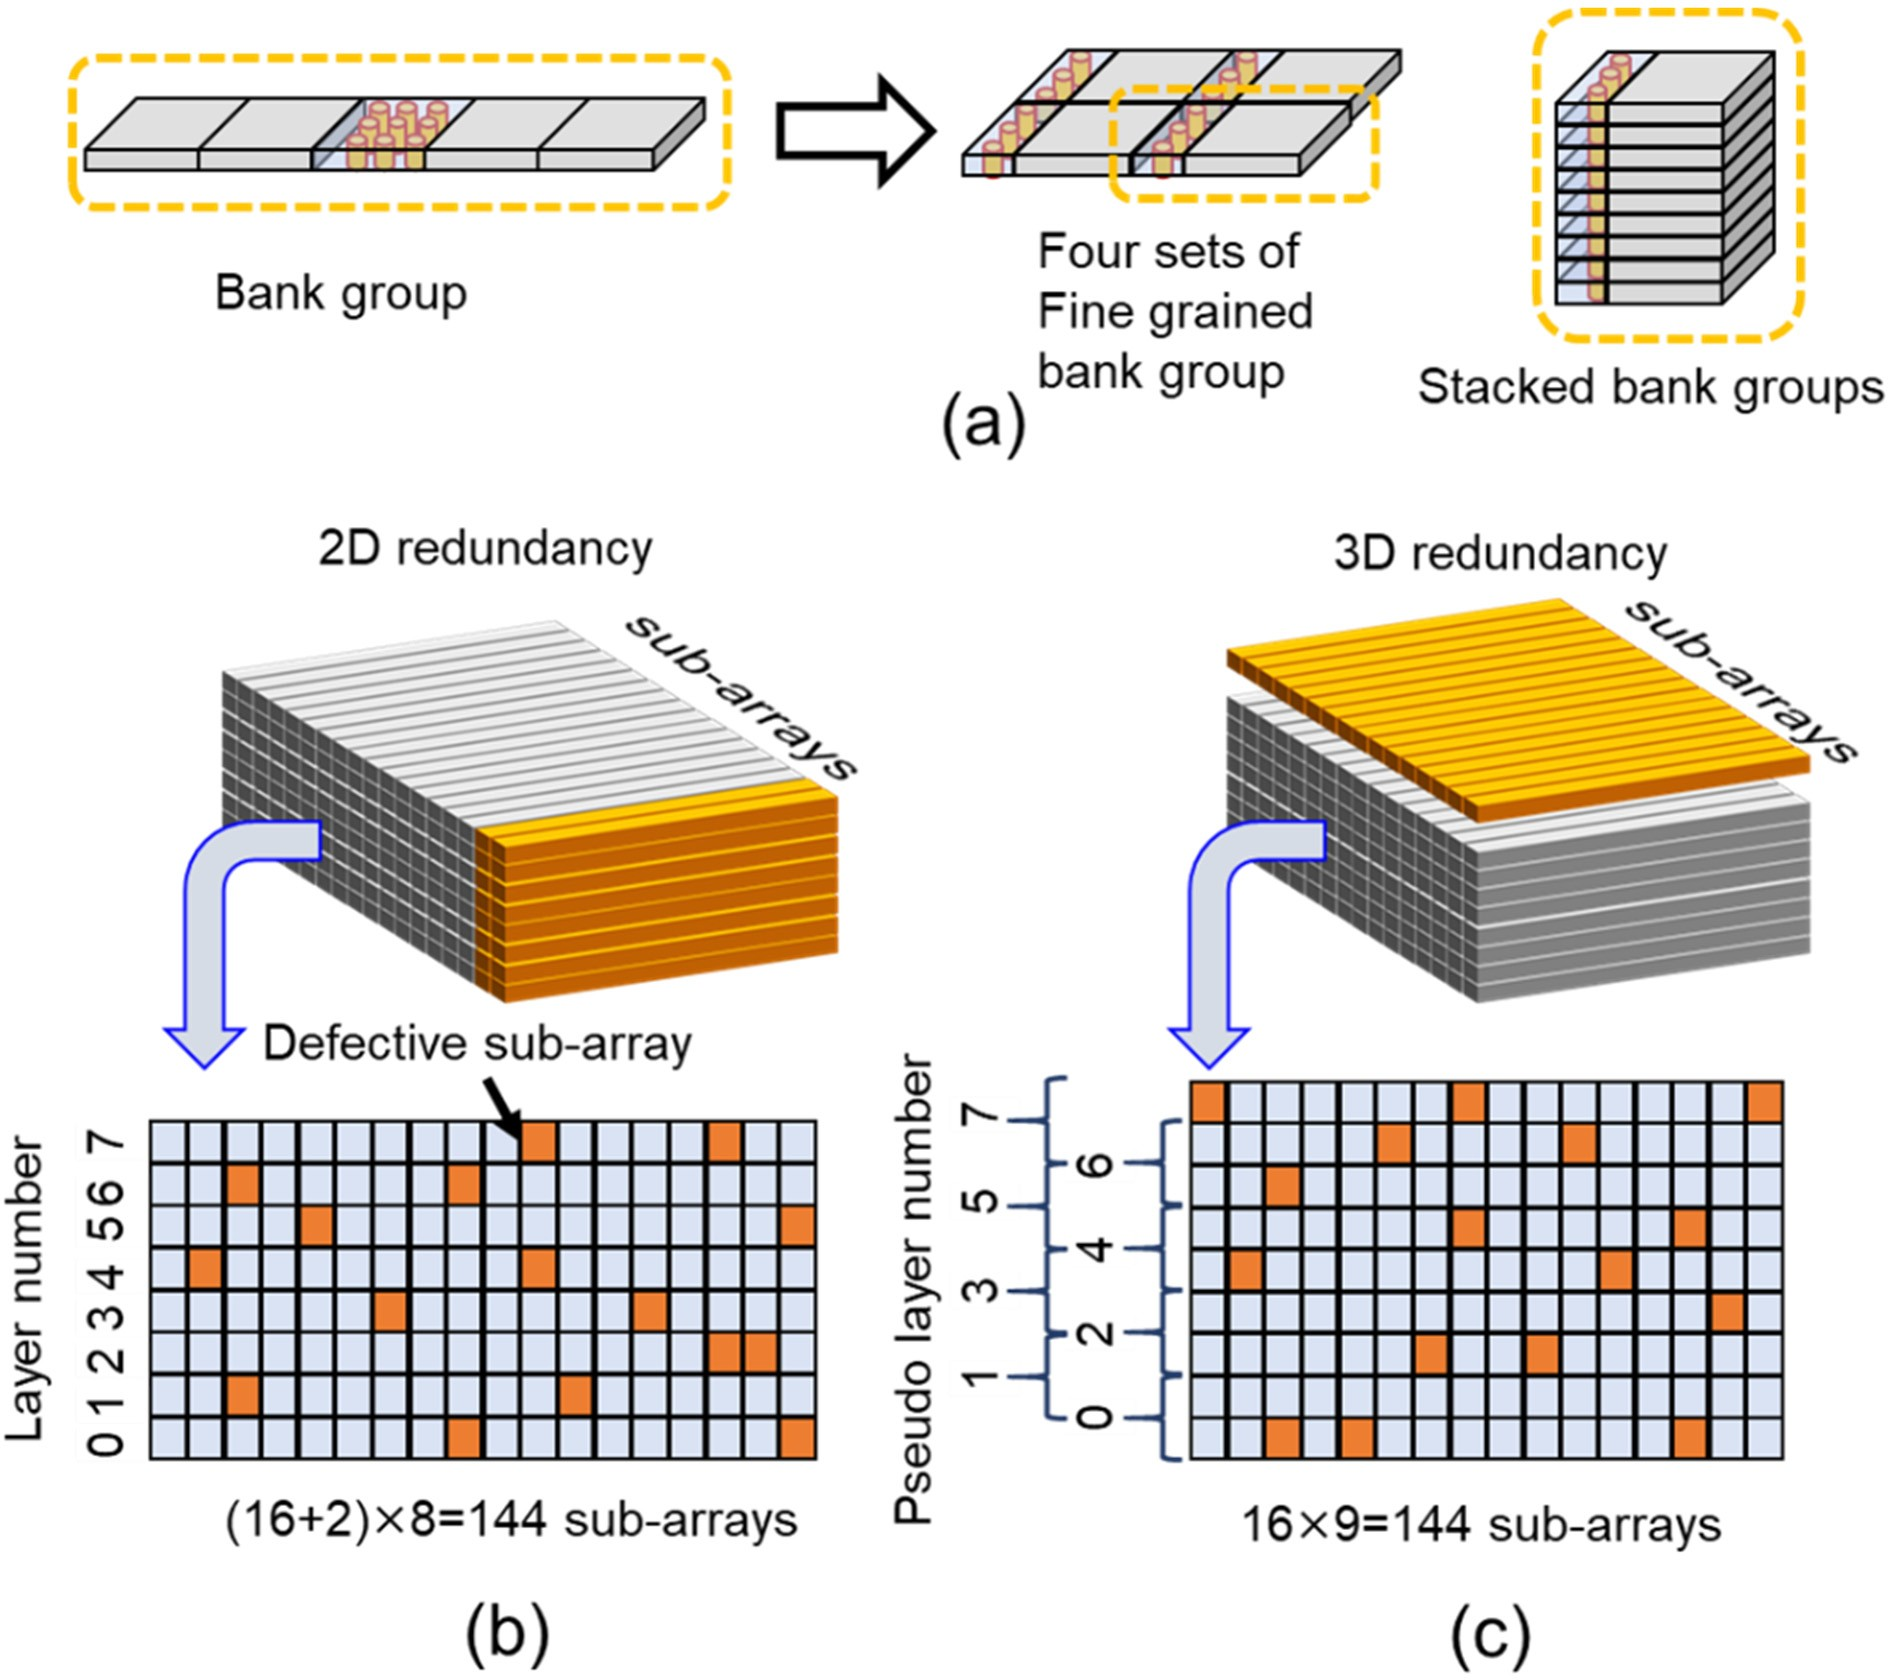 Bank group
Four sets of
Fine grained
bank group
Stacked bank groups
(a)
2D redundancy
sub-arrays
Defective sub-array
Layer number
7
6
5
4
3
2
1
0
(16+2)×8=144 sub-arrays
(b)
3D redundancy
sub-arrays
Pseudo layer number
7
6
5
4
3
2
1
0
16×9=144 sub-arrays
(c)